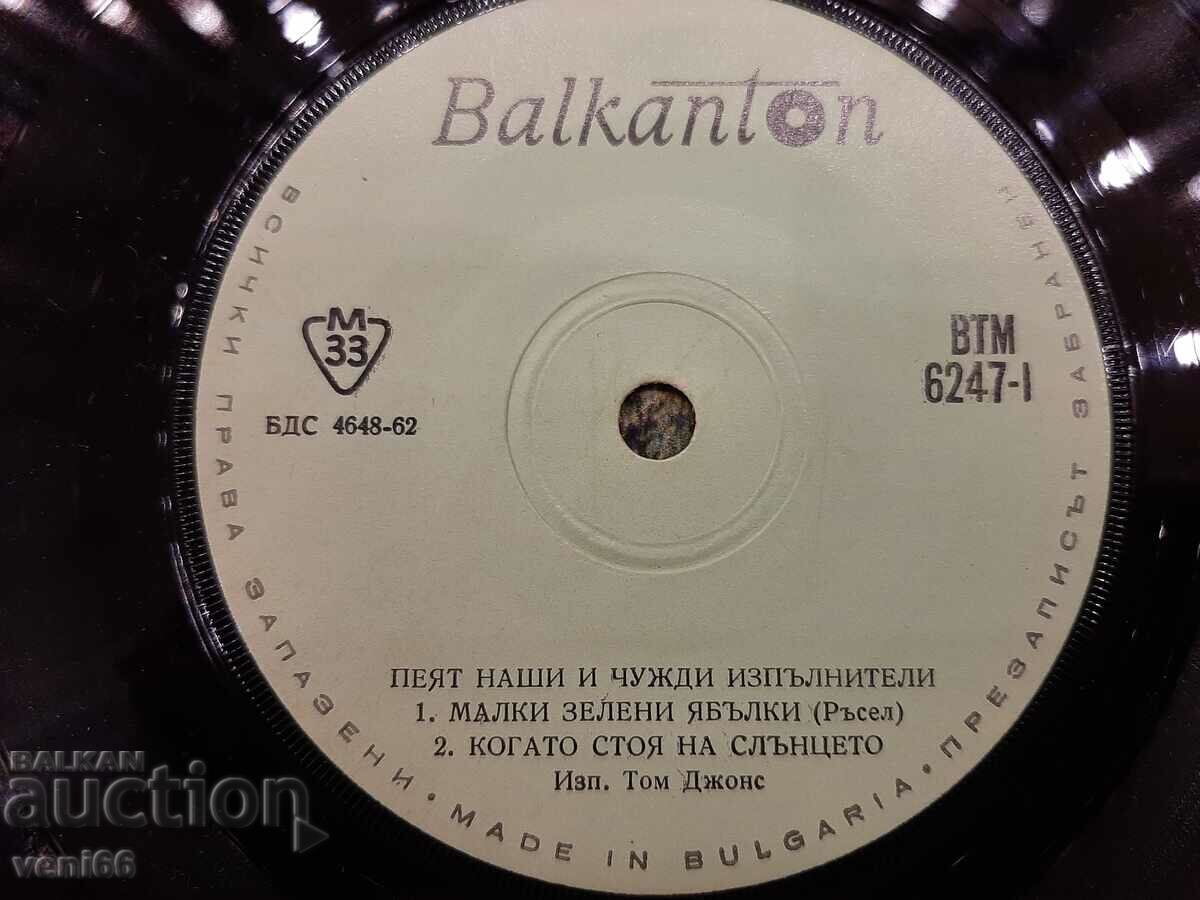 Balkanton
М
33
БДС 4648-62
ВТМ
6247-I
ПЕЯТ НАШИ И ЧУЖДИ ИЗПЪЛНИТЕЛИ
1. МАЛКИ ЗЕЛЕНИ ЯБЪЛКИ (Ръсел)
2. КОГАТО СТОЯ НА СЛЪНЦЕТО
Изп. Том Джонс
ВСИЧКИ ПРАВА ЗАПАЗЕНИ · MADE IN BULGARIA · ПРЕЗАПИСЪТ ЗАБРАНЕН
BALKAN
auction
veni66